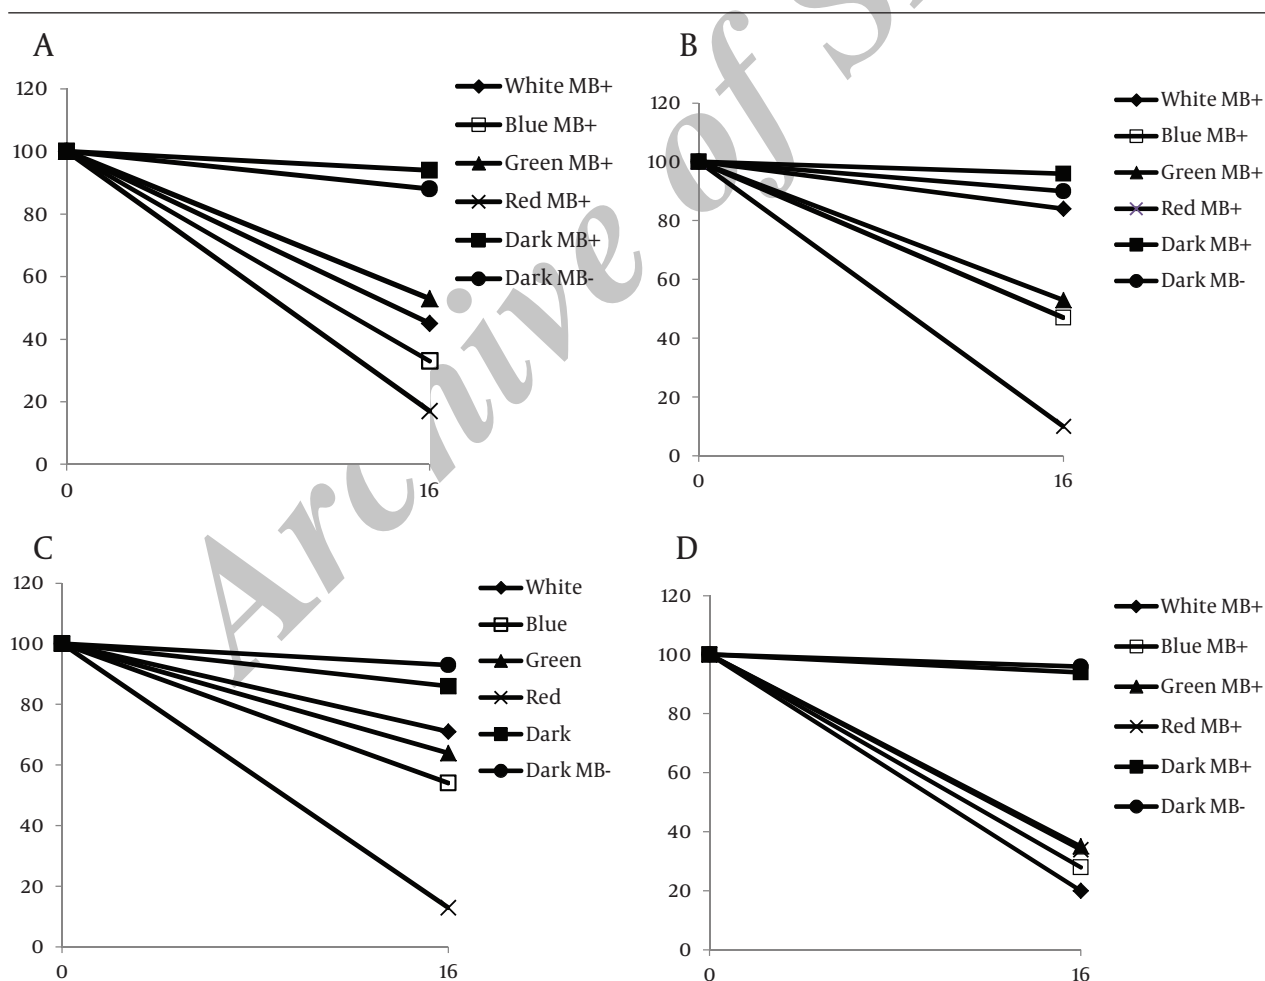 A
120
100
80
60
40
20
0
0
16
White MB+
Blue MB+
Green MB+
Red MB+
Dark MB+
Dark MB-
B
120
100
80
60
40
20
0
0
16
White MB+
Blue MB+
Green MB+
Red MB+
Dark MB+
Dark MB-
C
120
100
80
60
40
20
0
0
16
White
Blue
Green
Red
Dark
Dark MB-
D
120
100
80
60
40
20
0
0
16
White MB+
Blue MB+
Green MB+
Red MB+
Dark MB+
Dark MB-
Archive of